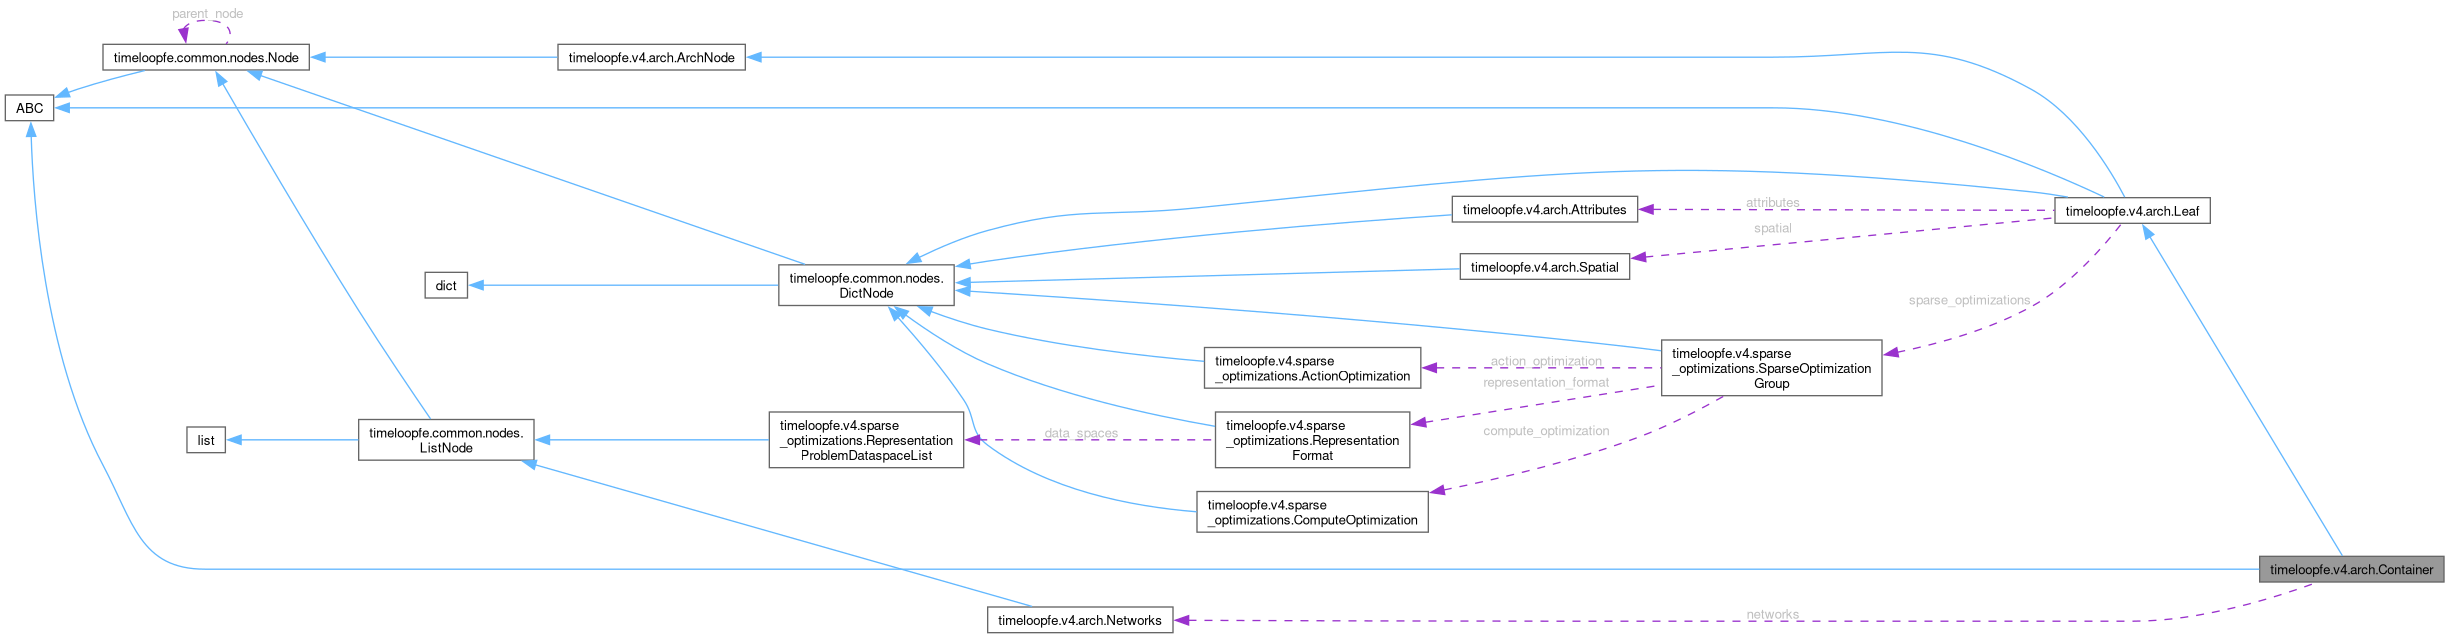 parent_node
timeloopfe.common.nodes.Node
timeloopfe.v4.arch.ArchNode
ABC
attributes
timeloopfe.v4.arch.Attributes
timeloopfe.v4.arch.Leaf
spatial
timeloopfe.v4.arch.Spatial
dict
timeloopfe.common.nodes.
DictNode
sparse_optimizations
timeloopfe.v4.sparse
_optimizations.ActionOptimization
action_optimization
timeloopfe.v4.sparse
_optimizations.SparseOptimization
Group
representation_format
list
timeloopfe.common.nodes.
ListNode
timeloopfe.v4.sparse
_optimizations.Representation
ProblemDataspaceList
data_spaces
timeloopfe.v4.sparse
_optimizations.Representation
Format
compute_optimization
timeloopfe.v4.sparse
_optimizations.ComputeOptimization
timeloopfe.v4.arch.Container
timeloopfe.v4.arch.Networks
networks